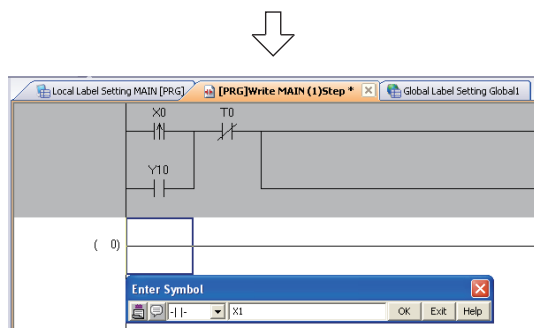 Local Label Setting MAIN [PRG] [PRG]Write MAIN (1)Step * Global Label Setting Global1
X0 T0
Y10
( 0)
Enter Symbol
-| |- X1 OK Exit Help